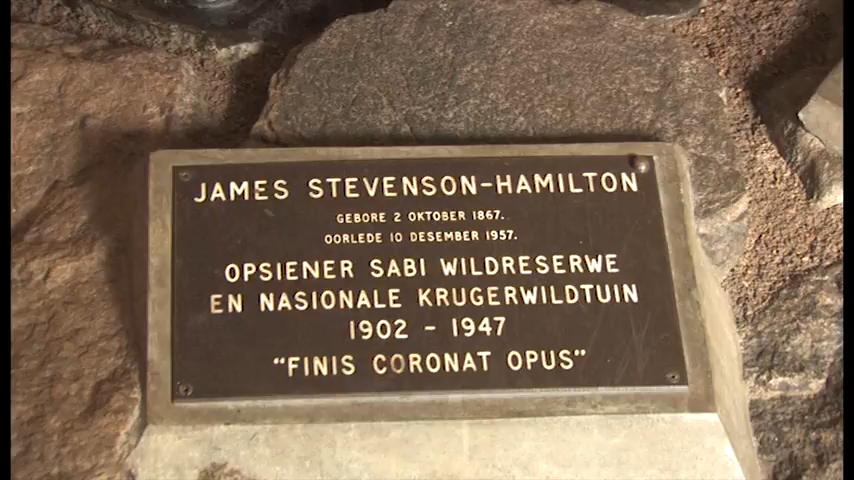 JAMES STEVENSON-HAMILTON,
GEBORE 2 OKTOBER 1867.
OORLEDE 10 DESEMBER 1957.
OPSIENER SABI WILDRESERWE
EN NASIONALE KRUGERWILDTUIN,
1902 – 1947
“FINIS CORONAT OPUS”